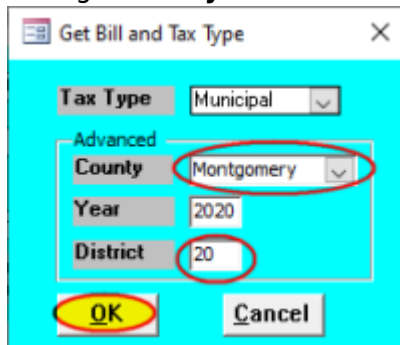 Get Bill and Tax Type
Tax Type Municipal
Advanced
County Montgomery
Year 2020
District 20
OK Cancel